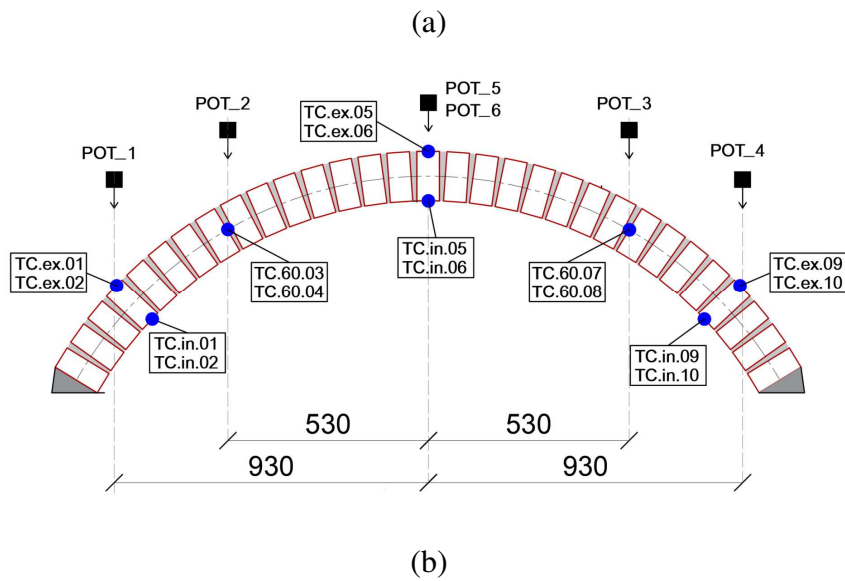 (a)
POT_5
POT_6
POT_2
TC.ex.05
TC.ex.06
POT_3
POT_1
POT_4
TC.ex.01
TC.ex.02
TC.60.03
TC.60.04
TC.in.05
TC.in.06
TC.60.07
TC.60.08
TC.ex.09
TC.ex.10
TC.in.01
TC.in.02
TC.in.09
TC.in.10
530
530
930
930
(b)